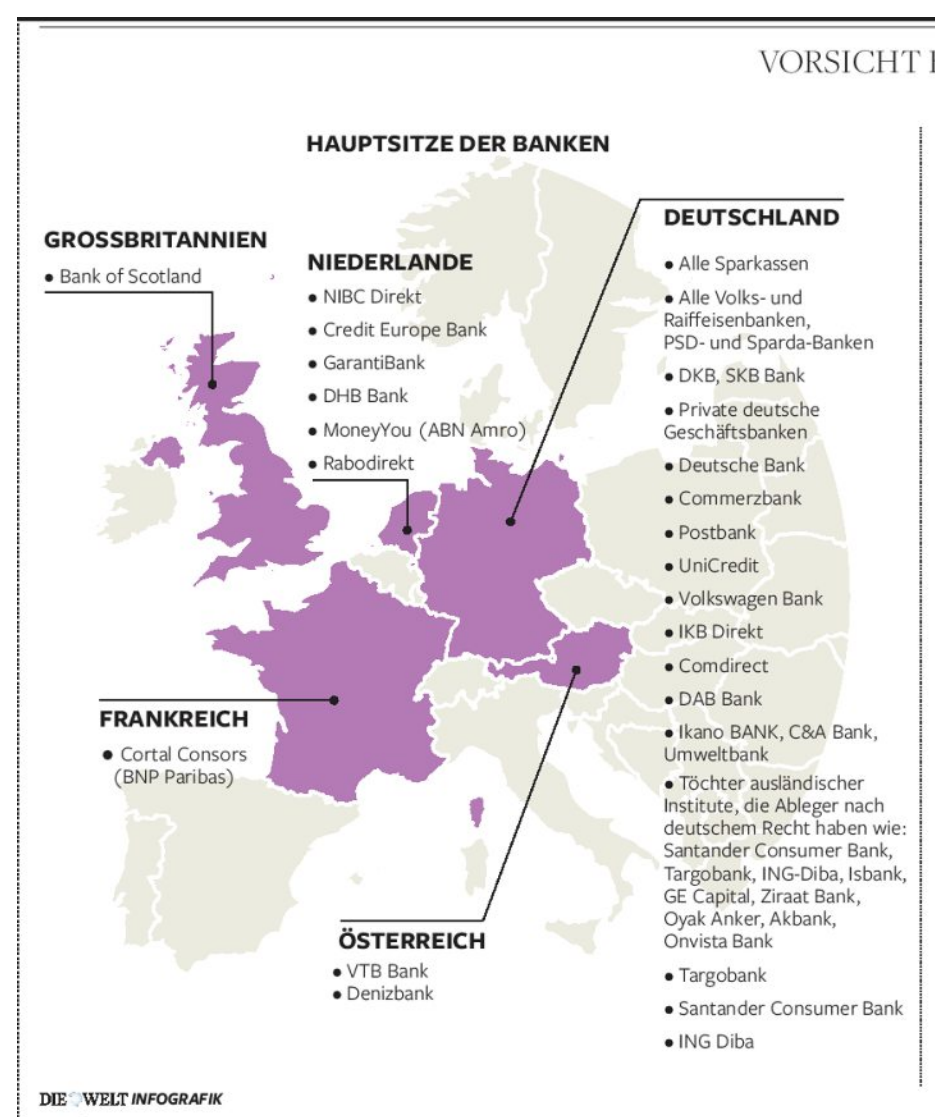 VORSICHT
HAUPTSITZE DER BANKEN
GROSSBRITANNIEN
• Bank of Scotland
NIEDERLANDE
• NIBC Direkt
• Credit Europe Bank
• GarantiBank
• DHB Bank
• MoneyYou (ABN Amro)
• Rabodirekt
DEUTSCHLAND
• Alle Sparkassen
• Alle Volks- und
Raiffeisenbanken,
PSD- und Sparda-Banken
• DKB, SKB Bank
• Private deutsche
Geschäftsbanken
• Deutsche Bank
• Commerzbank
• Postbank
• UniCredit
• Volkswagen Bank
• IKB Direkt
• Comdirect
• DAB Bank
• Ikano BANK, C&A Bank,
Umweltbank
• Töchter ausländischer
Institute, die Ableger nach
deutschem Recht haben wie:
Santander Consumer Bank,
Targobank, ING-Diba, Isbank,
GE Capital, Ziraat Bank,
Oyak Anker, Akbank,
Onvista Bank
• Targobank
• Santander Consumer Bank
• ING Diba
FRANKREICH
• Cortal Consors
(BNP Paribas)
ÖSTERREICH
• VTB Bank
• Denizbank
DIE WELT INFOGRAFIK